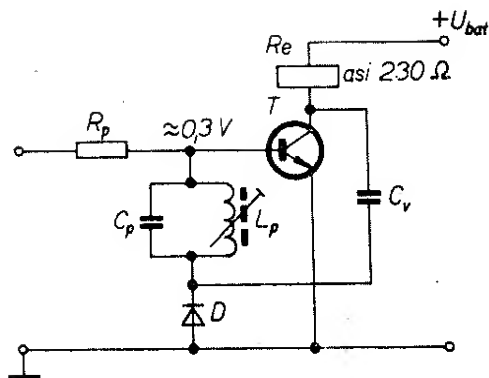 +U_bat
Re
asi 230 Ω
T
R_p
≈0,3 V
C_p
L_p
C_v
D